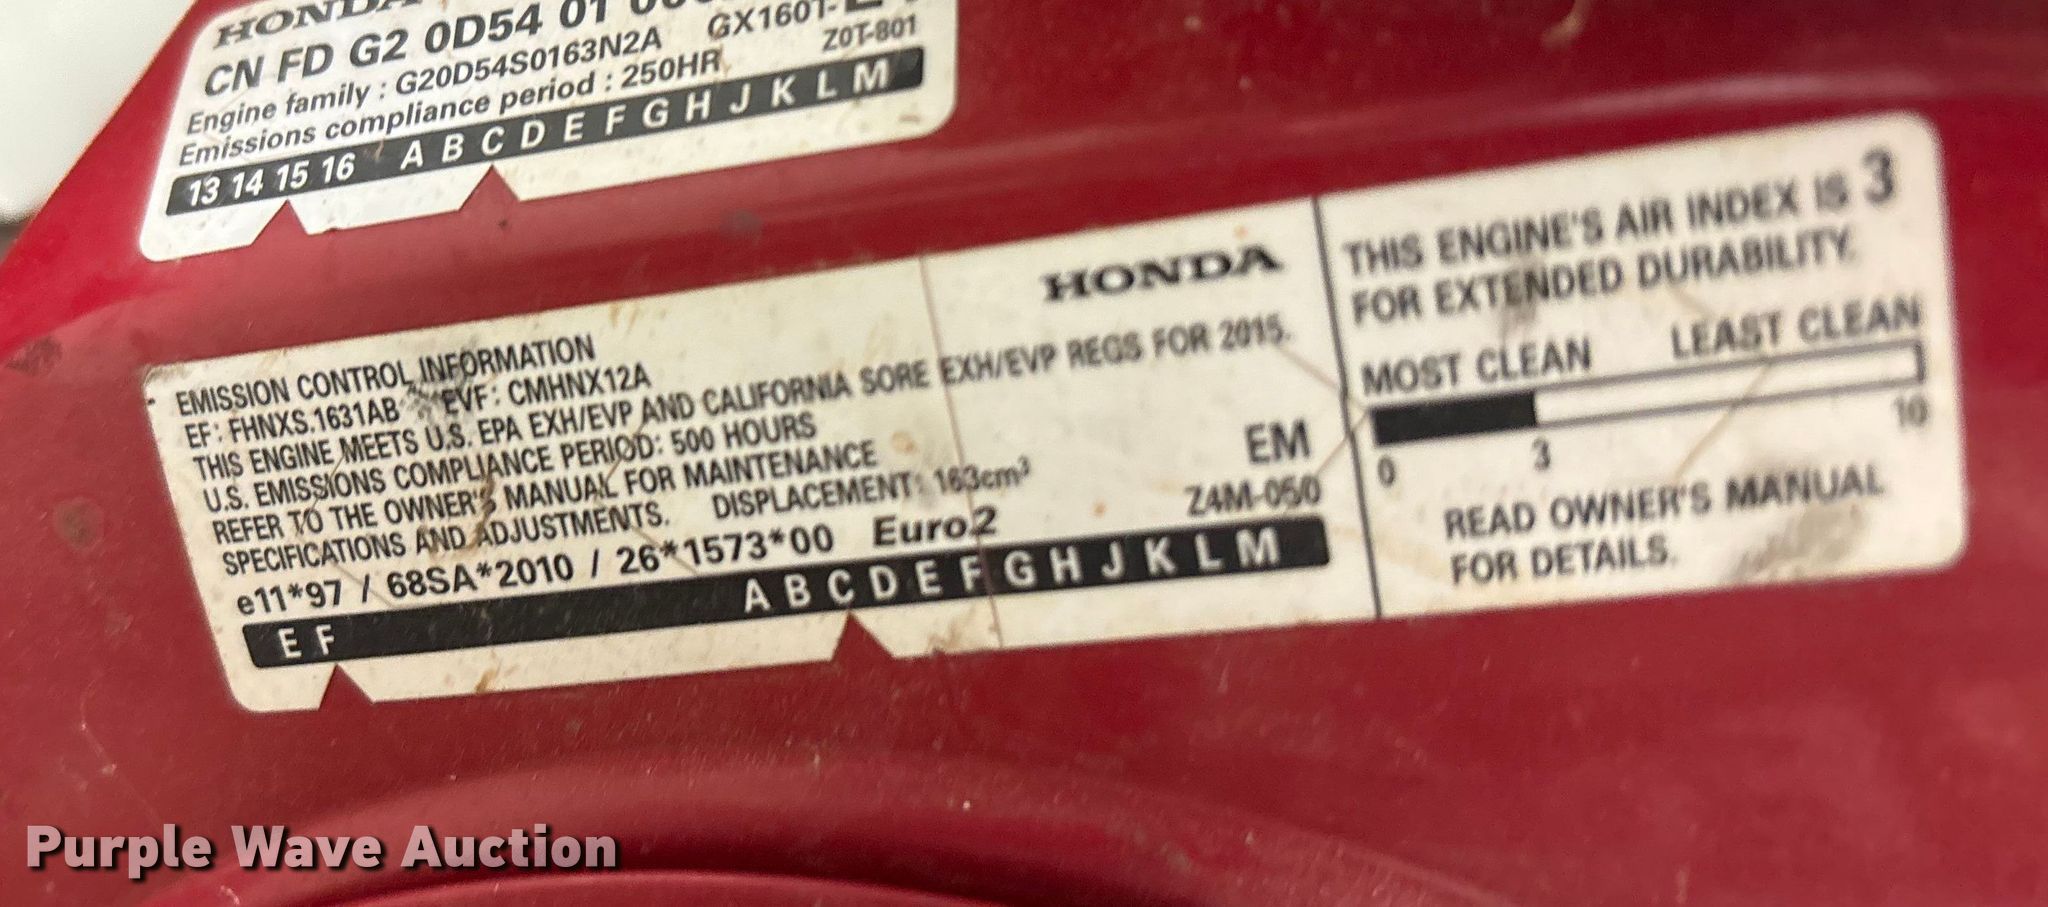 HONDA
CN FD G2 0D54 01
Engine family : G20D54S0163N2A GX160T-
Emissions compliance period : 250HR Z0T-801
13 14 15 16 A B C D E F G H J K L M
HONDA
EMISSION CONTROL INFORMATION
EF: FHNXS.1631AB EVF: CMHNX12A
THIS ENGINE MEETS U.S. EPA EXH/EVP AND CALIFORNIA SORE EXH/EVP REGS FOR 2015.
U.S. EMISSIONS COMPLIANCE PERIOD: 500 HOURS
REFER TO THE OWNER'S MANUAL FOR MAINTENANCE
SPECIFICATIONS AND ADJUSTMENTS. DISPLACEMENT: 163cm³
EM
e11*97 / 68SA*2010 / 26*1573*00 Euro2 Z4M-050
E F A B C D E F G H J K L M
THIS ENGINE'S AIR INDEX IS 3
FOR EXTENDED DURABILITY.
MOST CLEAN LEAST CLEAN
0 3 10
READ OWNER'S MANUAL
FOR DETAILS.
Purple Wave Auction